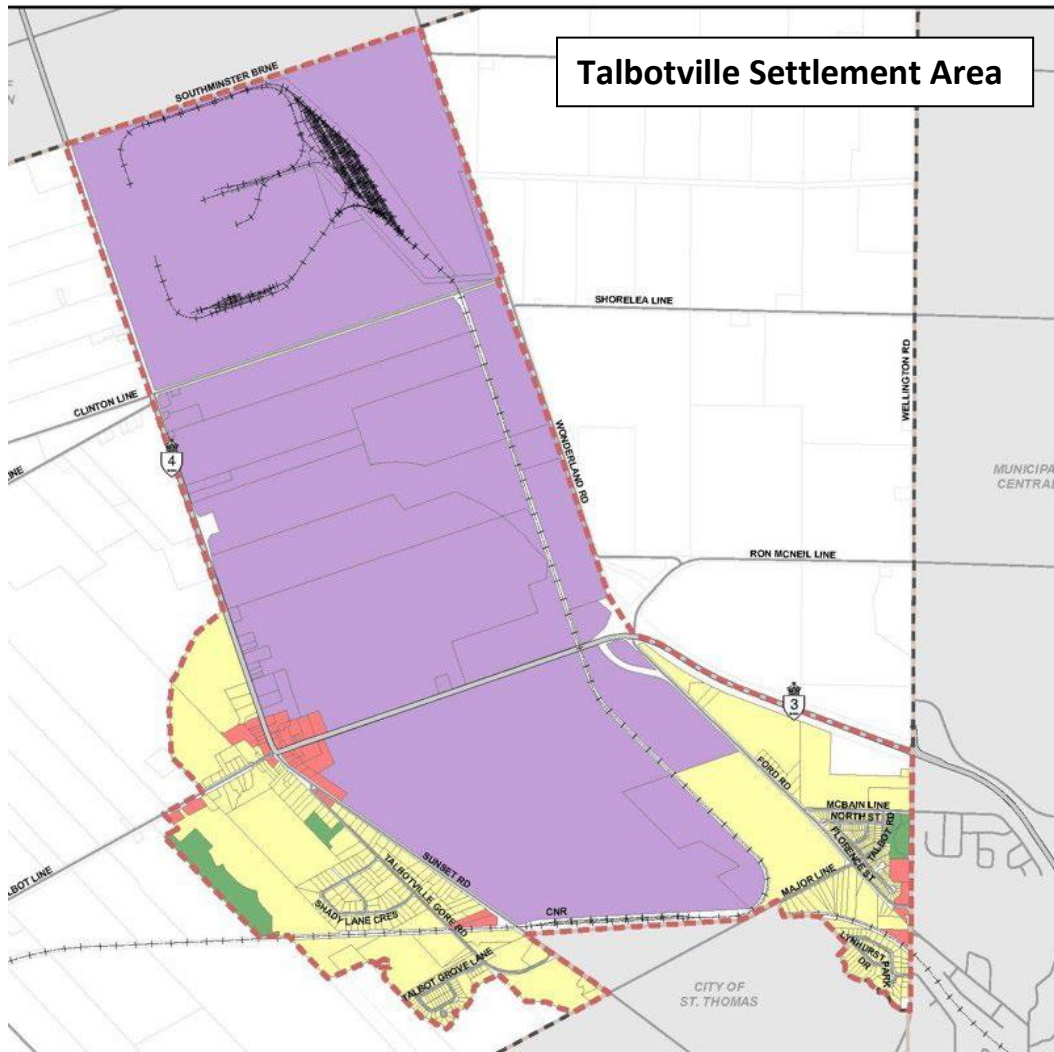 Talbotville Settlement Area
SOUTHMINSTER BRNE
SHORELEA LINE
WELLINGTON RD
CLINTON LINE
4
WONDERLAND RD
MUNICIPA
CENTRAL
INE
RON MCNEIL LINE
3
FORD RD
MCBAIN LINE
NORTH ST
TALBOT RD
FLORENCE ST
SUNSET RD
TALBOTVILLE GORE RD
MAJOR LINE
LBOT LINE
SHADY LANE CRES
CNR
LYNHURST PARK
DR
TALBOT GROVE LANE
CITY OF
ST. THOMAS